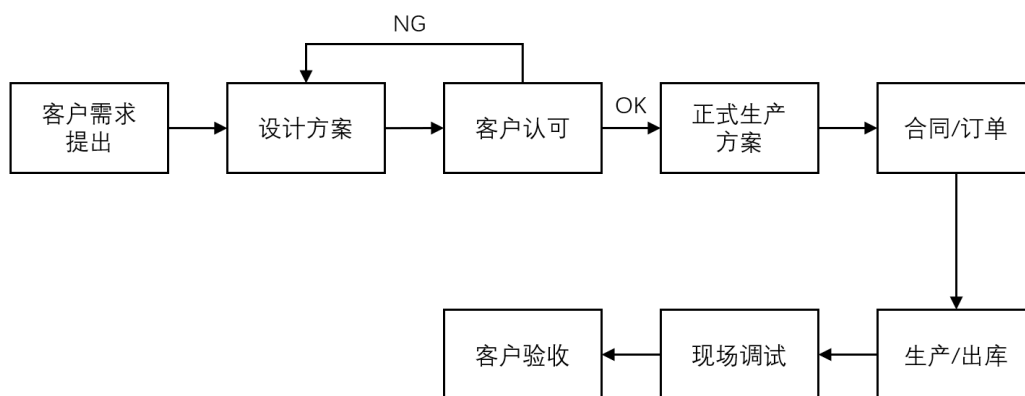 NG
客户需求
提出
设计方案
客户认可
OK
正式生产
方案
合同/订单
客户验收
现场调试
生产/出库